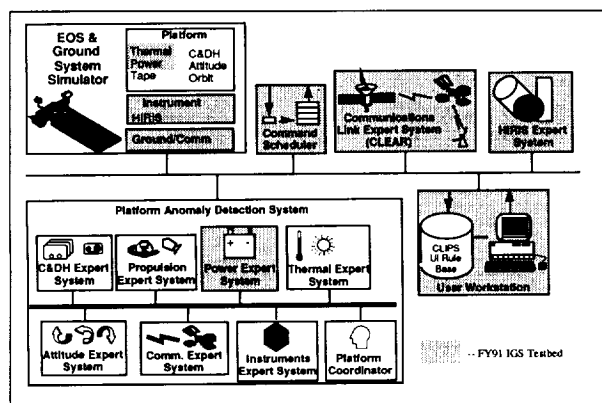 EOS &
Ground
System
Simulator
Platform
Thermal
Power
Tape
C&DH
Attitude
Orbit
Instrument
HIRIS
Ground/Comm
Command
Scheduler
Communications
Link Expert System
(CLEAR)
HIRIS Expert
System
Platform Anomaly Detection System
C&DH Expert
System
Propulsion
Expert System
Power Expert
System
Thermal Expert
System
Attitude Expert
System
Comm. Expert
System
Instruments
Expert System
Platform
Coordinator
CLIPS
UI Rule
Base
User Workstation
-- FY91 IGS Testbed